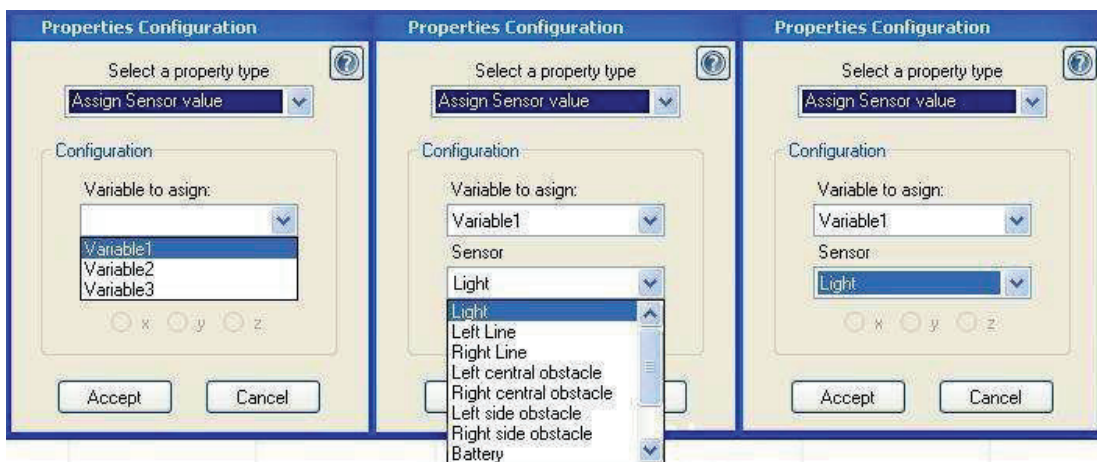 Properties Configuration
Select a property type
Assign Sensor value
Configuration
Variable to asign:
Variable1
Variable2
Variable3
x y z
Accept Cancel
Properties Configuration
Select a property type
Assign Sensor value
Configuration
Variable to asign:
Variable1
Sensor
Light
Light
Left Line
Right Line
Left central obstacle
Right central obstacle
Left side obstacle
Right side obstacle
Battery
Properties Configuration
Select a property type
Assign Sensor value
Configuration
Variable to asign:
Variable1
Sensor
Light
x y z
Accept Cancel